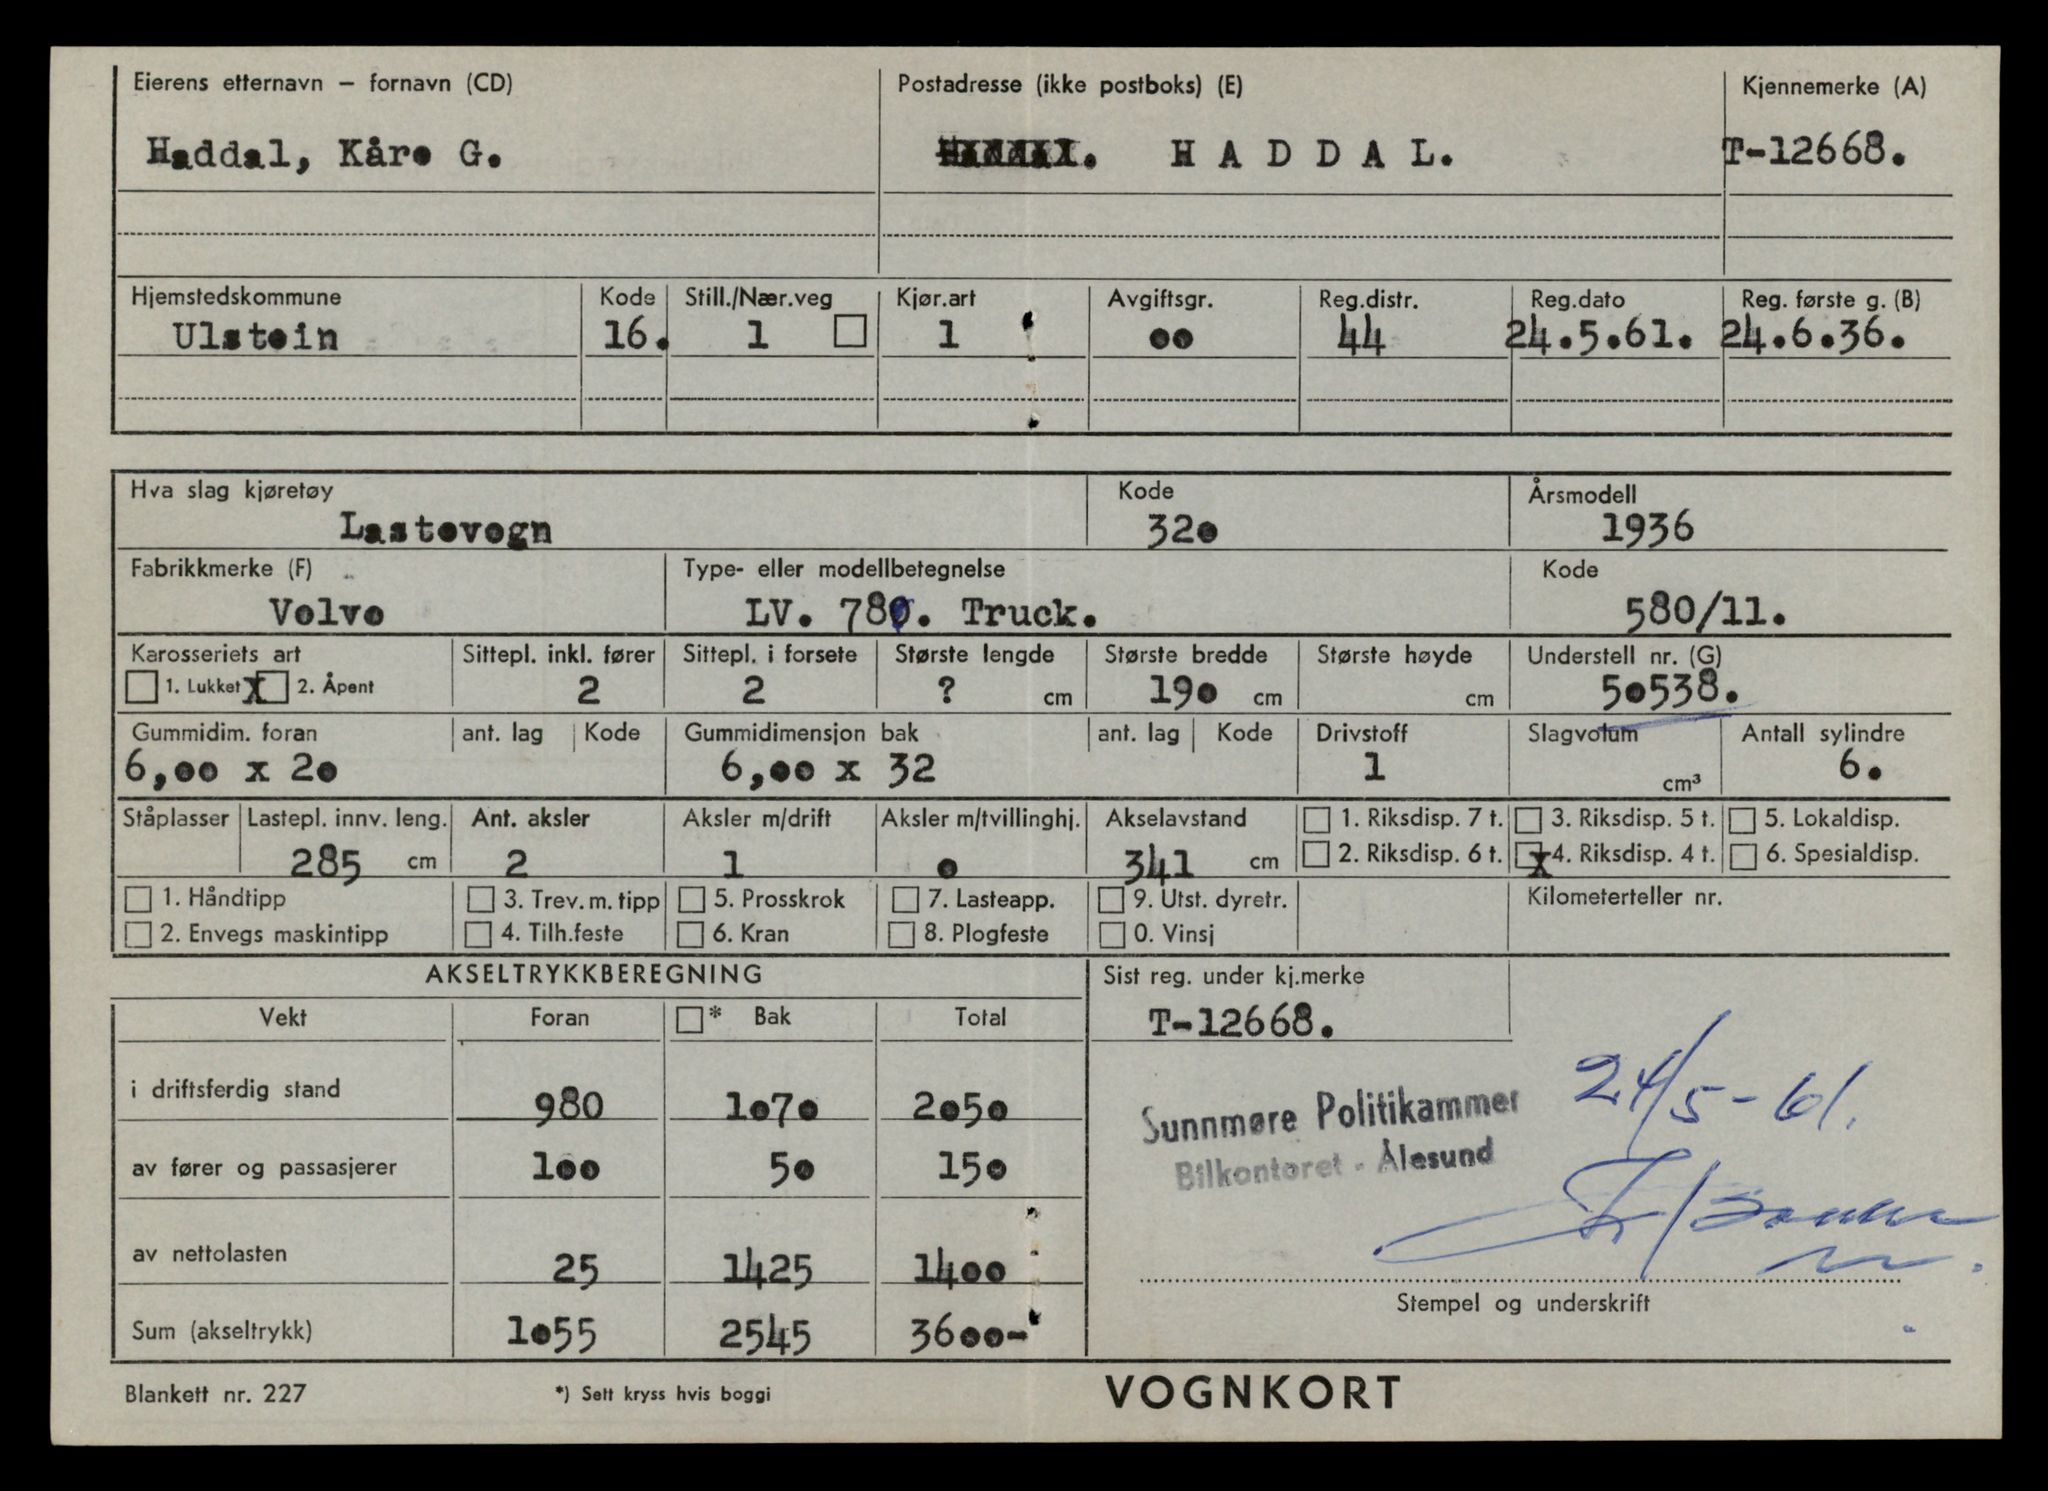 Eierens etternavn – fornavn (CD) Postadresse (ikke postboks) (E) Kjennemerke (A)
Haddal, Kåre G. H A D D A L. T-12668.
Hjemstedskommune Kode Still./Nær.veg Kjør.art Avgiftsgr. Reg.distr. Reg.dato Reg. første g. (B)
Ulstein 16. 1 1 00 44 24.5.61. 24.6.36.
Hva slag kjøretøy Kode Årsmodell
Lastevogn 320 1936
Fabrikkmerke (F) Type- eller modellbetegnelse Kode
Volvo LV. 78. Truck. 580/11.
Karosseriets art Sittepl. inkl. fører Sittepl. i forsete Største lengde Største bredde Største høyde Understell nr. (G)
1. Lukket X 2. Åpent 2 2 ? cm 190 cm cm 50538.
Gummidim. foran ant. lag Kode Gummidimensjon bak ant. lag Kode Drivstoff Slagvolum Antall sylindre
6,00 x 20 6,00 x 32 1 cm³ 6.
Ståplasser Lastepl. innv. leng. Ant. aksler Aksler m/drift Aksler m/tvillinghj. Akselavstand 1. Riksdisp. 7 t. 3. Riksdisp. 5 t. 5. Lokaldisp.
285 cm 2 1 0 341 cm 2. Riksdisp. 6 t. X 4. Riksdisp. 4 t. 6. Spesialdisp.
1. Håndtipp 3. Trev. m. tipp 5. Prosskrok 7. Lasteapp. 9. Utst. dyretr. Kilometerteller nr.
2. Envegs maskintipp 4. Tilh.feste 6. Kran 8. Plogfeste 0. Vinsj
AKSELTRYKKBEREGNING Sist reg. under kj.merke
Vekt Foran * Bak Total T-12668.
i driftsferdig stand 980 1070 2050
24/5-61.
Sunnmøre Politikammer
Bilkontoret - Ålesund
av fører og passasjerer 100 50 150
av nettolasten 25 1425 1400
Stempel og underskrift
Sum (akseltrykk) 1055 2545 3600-
Blankett nr. 227 *) Sett kryss hvis boggi VOGNKORT